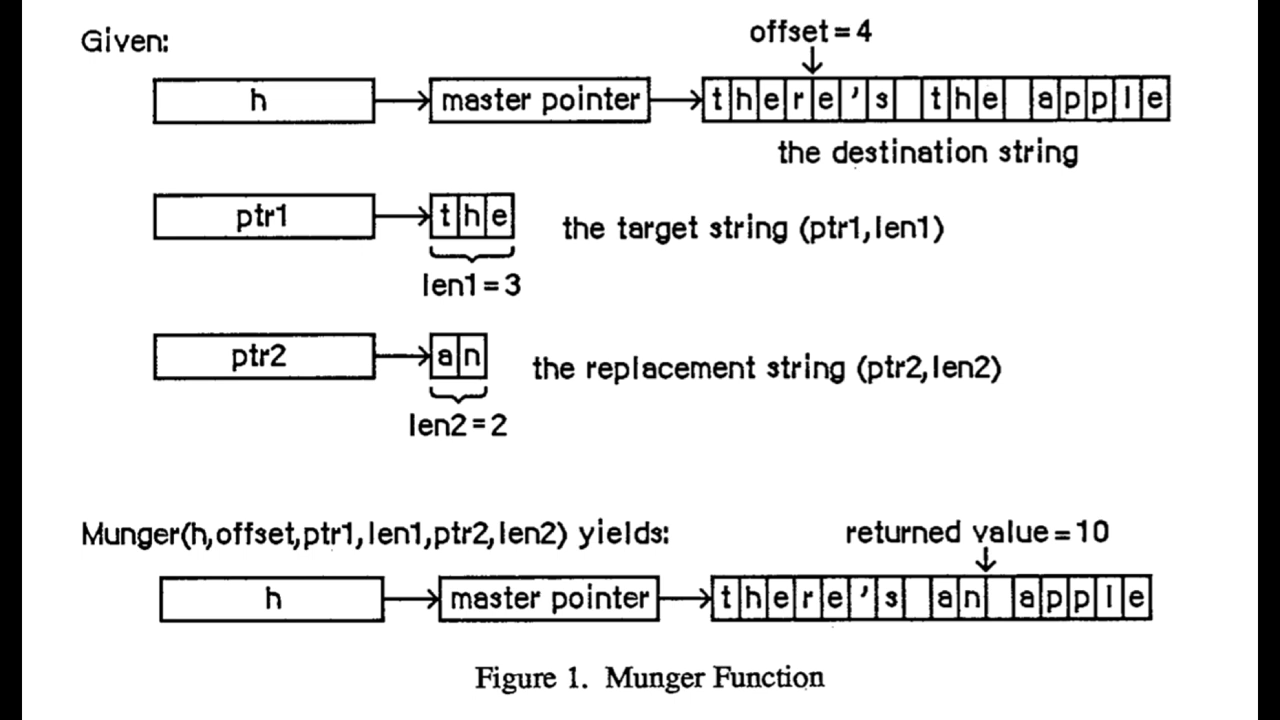 Given:
offset = 4
h
master pointer
there's the apple
the destination string
ptr1
the
the target string (ptr1,len1)
len1 = 3
ptr2
an
the replacement string (ptr2,len2)
len2 = 2
Munger(h,offset,ptr1,len1,ptr2,len2) yields:
returned value = 10
h
master pointer
there's an apple
Figure 1. Munger Function